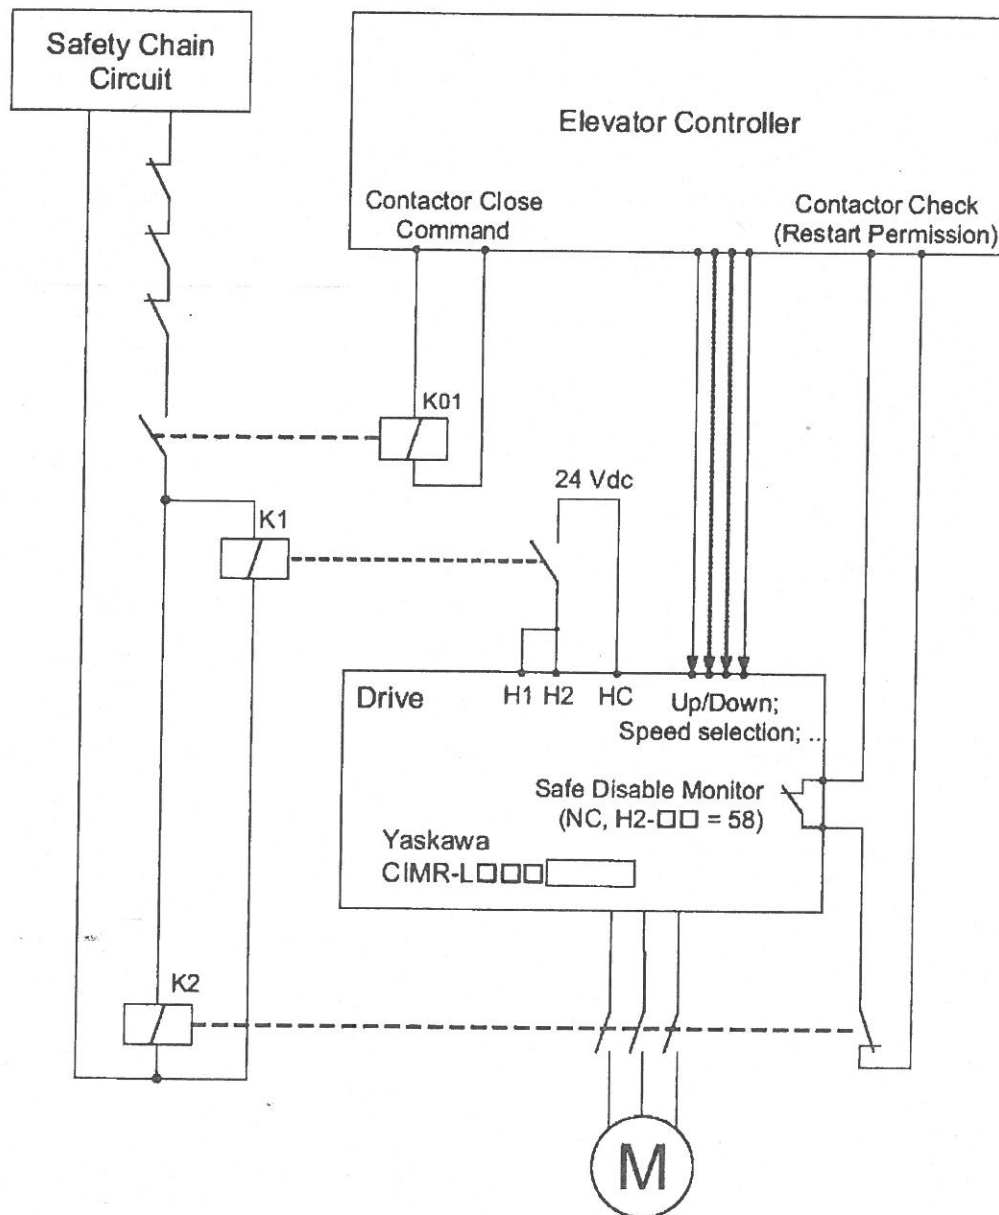 Safety Chain
Circuit
Elevator Controller
Contactor Close
Command
Contactor Check
(Restart Permission)
K01
24 Vdc
K1
Drive
H1 H2 HC
Up/Down;
Speed selection; ...
Safe Disable Monitor
(NC, H2-□□ = 58)
Yaskawa
CIMR-L□□□
K2
M